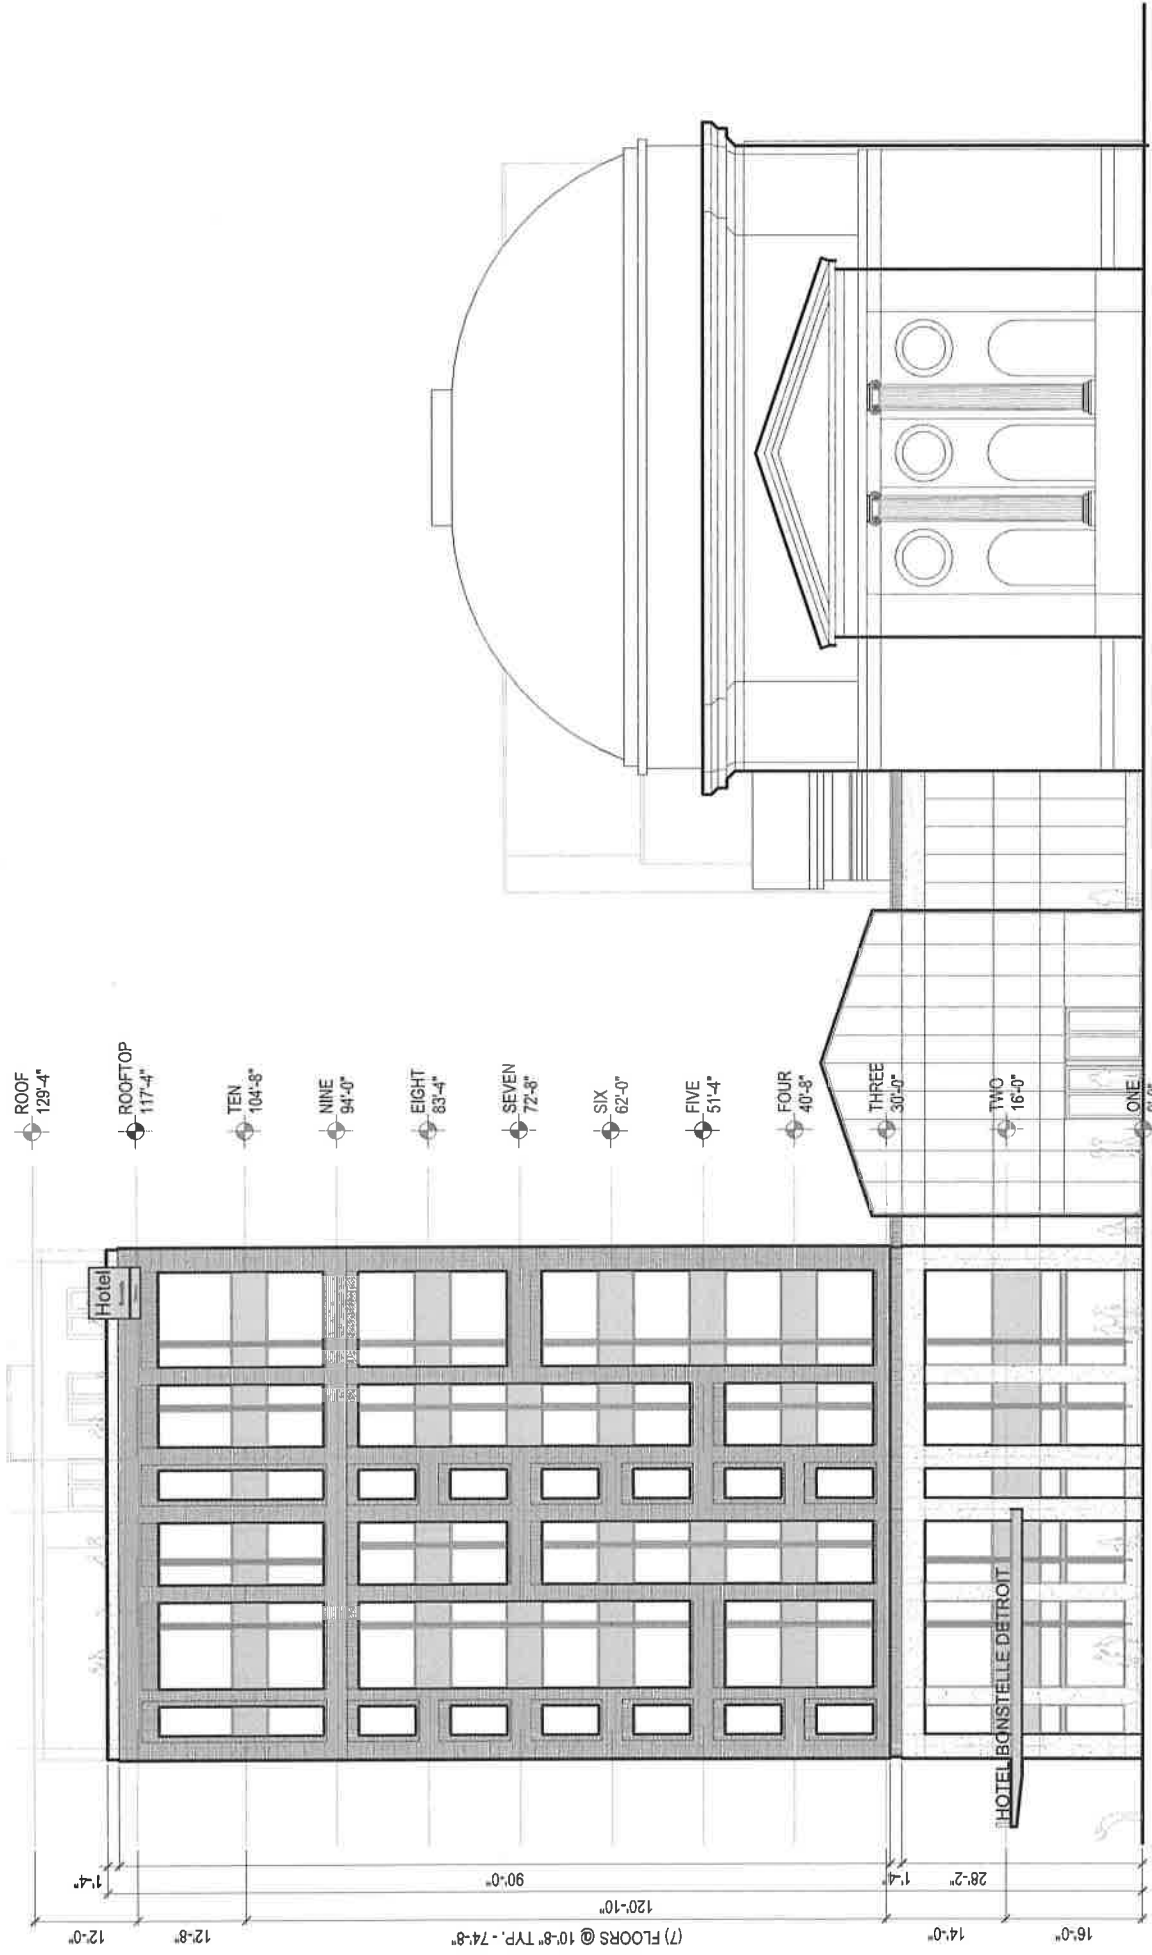 ROOF
129'-4"
ROOFTOP
117'-4"
TEN
104'-8"
NINE
94'-0"
EIGHT
83'-4"
SEVEN
72'-8"
SIX
62'-0"
FIVE
51'-4"
FOUR
40'-8"
THREE
30'-0"
TWO
16'-0"
ONE
Hotel
HOTEL BONSTELLE DETROIT
1'-4"
90'-0"
1'-4"
28'-2"
120'-10"
12'-0"
12'-8"
(7) FLOORS @ 10'-8" TYP. - 74'-8"
14'-0"
16'-0"